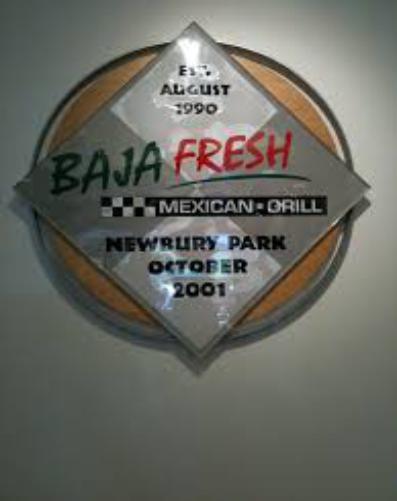 EST.
AUGUST
1990
BAJA FRESH
MEXICAN • GRILL
NEWBURY PARK
OCTOBER
2001